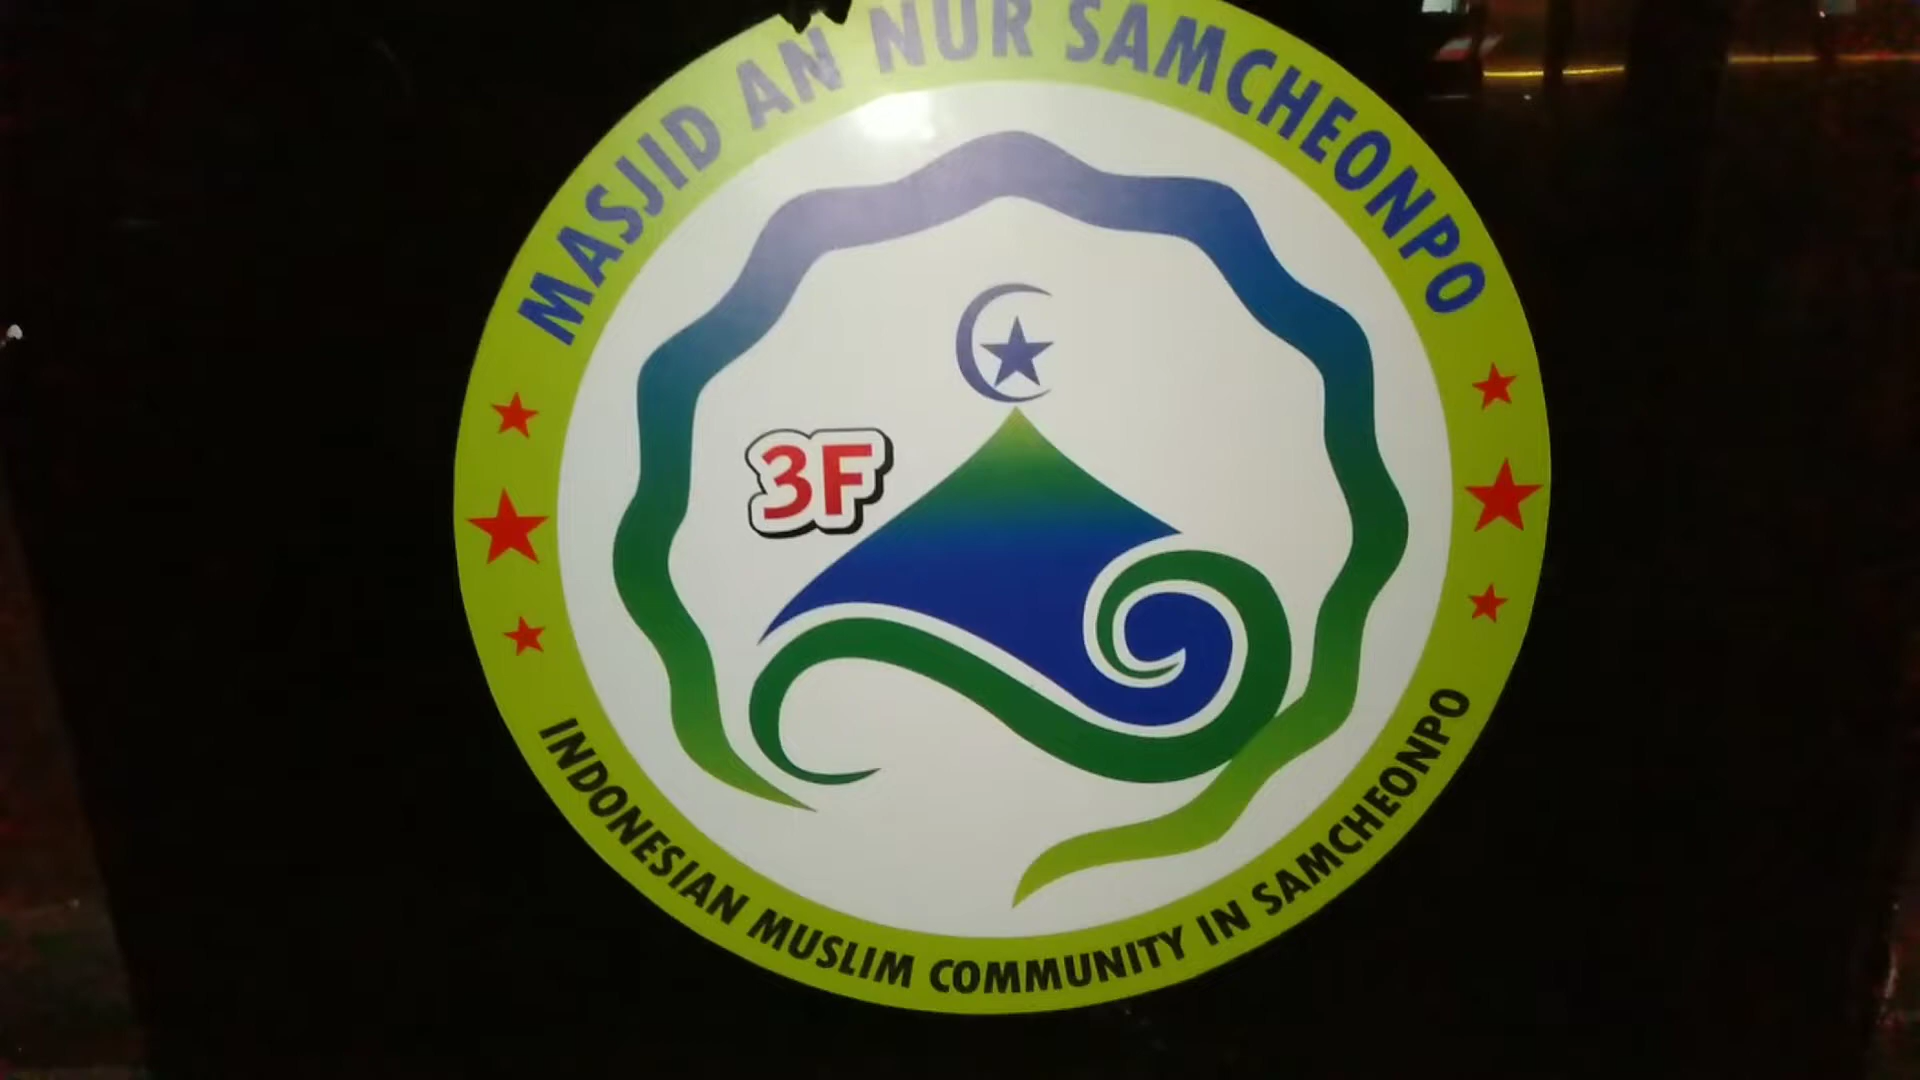 MASJID AN NUR SAMCHEONPO
3F
INDONESIAN MUSLIM COMMUNITY IN SAMCHEONPO